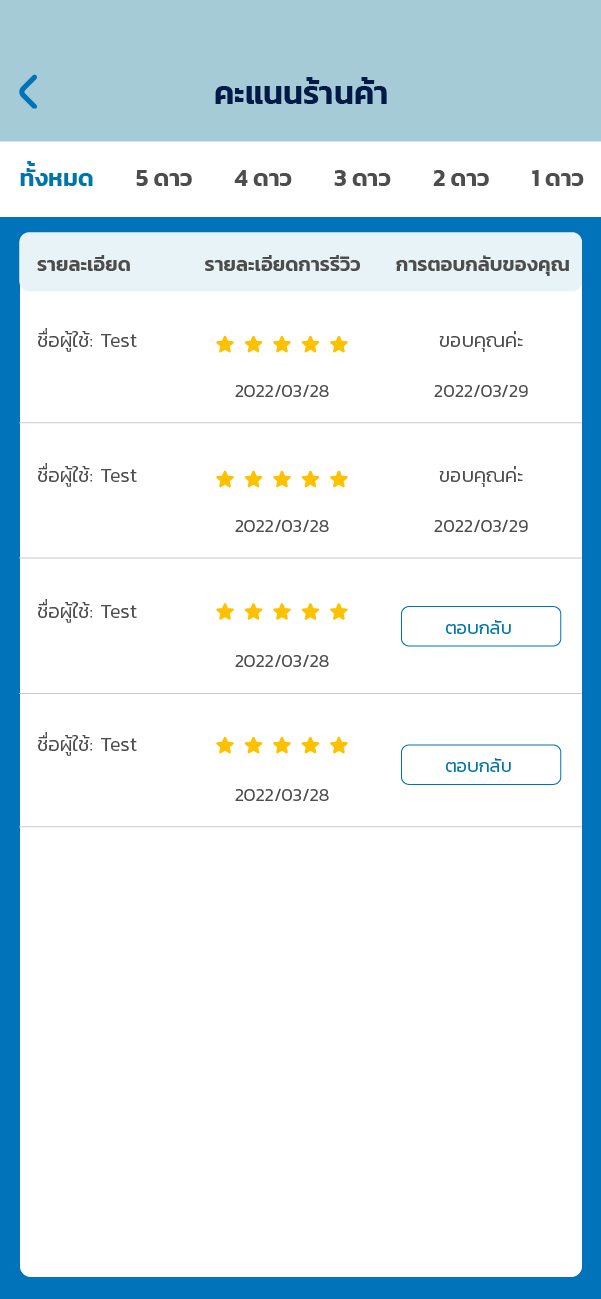 คะแนนร้านค้า
ทั้งหมด 5 ดาว 4 ดาว 3 ดาว 2 ดาว 1 ดาว
รายละเอียด รายละเอียดการรีวิว การตอบกลับของคุณ
ชื่อผู้ใช้: Test ขอบคุณค่ะ
2022/03/28 2022/03/29
ชื่อผู้ใช้: Test ขอบคุณค่ะ
2022/03/28 2022/03/29
ชื่อผู้ใช้: Test
ตอบกลับ
2022/03/28
ชื่อผู้ใช้: Test
ตอบกลับ
2022/03/28